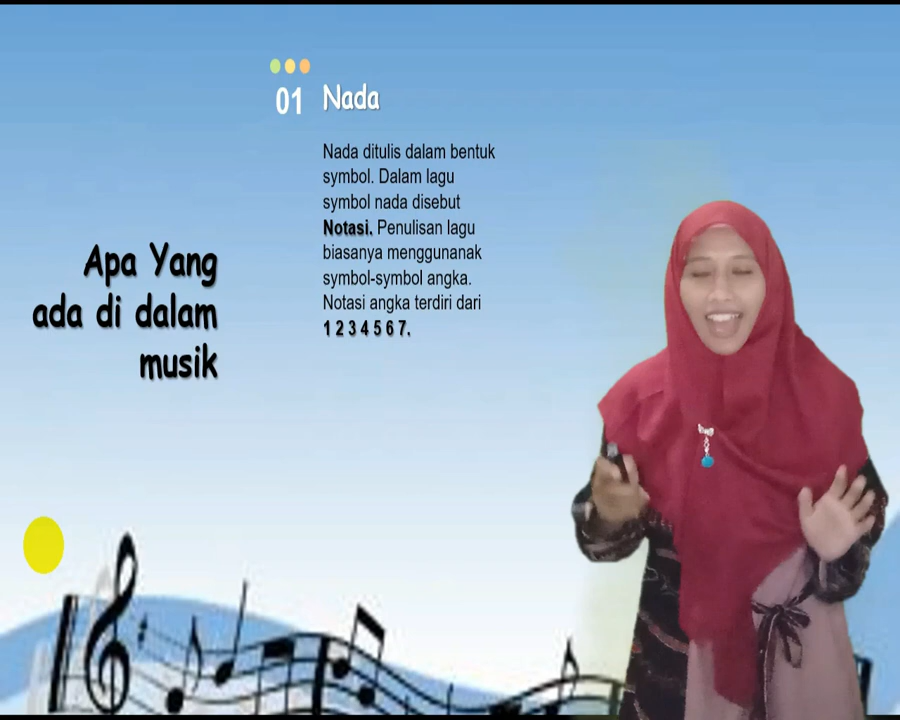 01 Nada
Nada ditulis dalam bentuk
symbol. Dalam lagu
symbol nada disebut
Notasi. Penulisan lagu
biasanya menggunanak
symbol-symbol angka.
Notasi angka terdiri dari
1 2 3 4 5 6 7.
Apa Yang
ada di dalam
musik